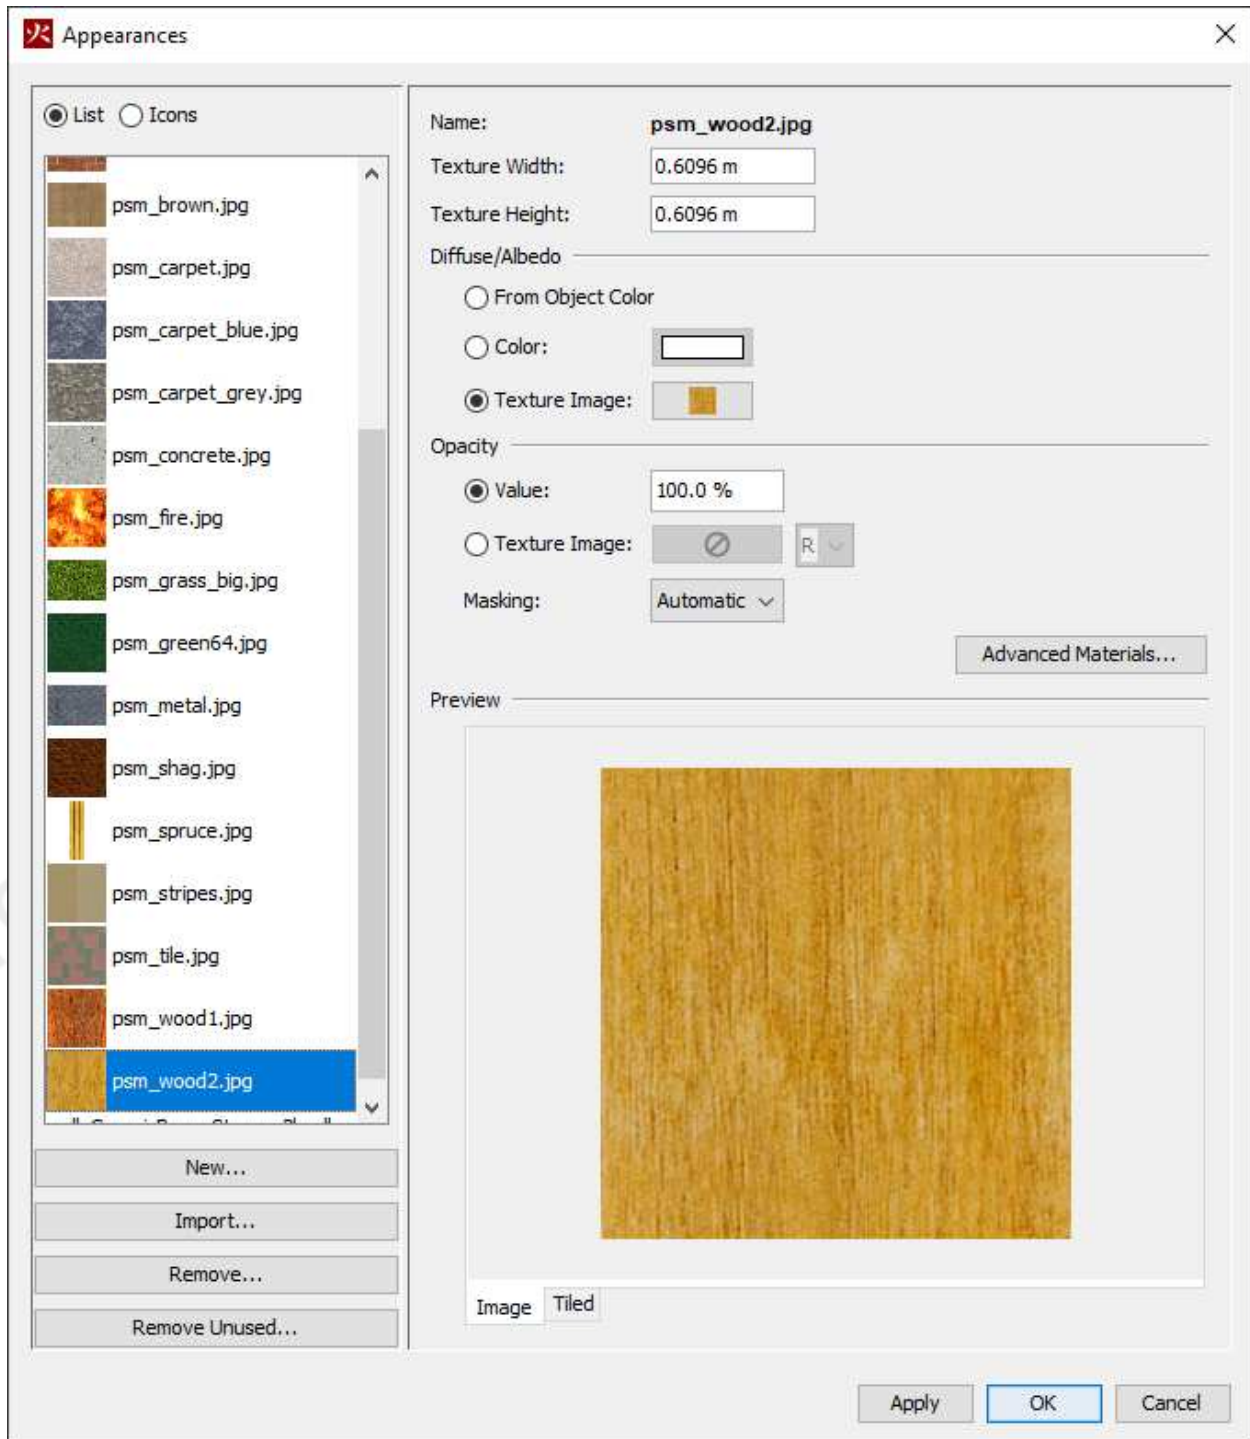 火 Appearances
List Icons
psm_brown.jpg
psm_carpet.jpg
psm_carpet_blue.jpg
psm_carpet_grey.jpg
psm_concrete.jpg
psm_fire.jpg
psm_grass_big.jpg
psm_green64.jpg
psm_metal.jpg
psm_shag.jpg
psm_spruce.jpg
psm_stripes.jpg
psm_tile.jpg
psm_wood1.jpg
psm_wood2.jpg
New...
Import...
Remove...
Remove Unused...
Name: psm_wood2.jpg
Texture Width: 0.6096 m
Texture Height: 0.6096 m
Diffuse/Albedo
From Object Color
Color:
Texture Image:
Opacity
Value: 100.0 %
Texture Image: R
Masking: Automatic
Advanced Materials...
Preview
Image Tiled
Apply OK Cancel